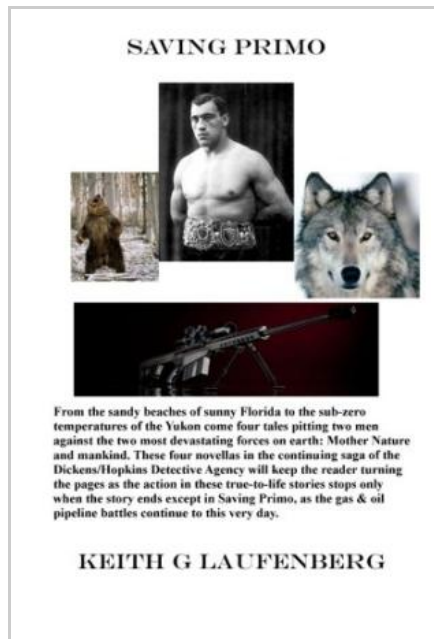 SAVING PRIMO
From the sandy beaches of sunny Florida to the sub-zero
temperatures of the Yukon come four tales pitting two men
against the two most devastating forces on earth: Mother Nature
and mankind. These four novellas in the continuing saga of the
Dickens/Hopkins Detective Agency will keep the reader turning
the pages as the action in these true-to-life stories stops only
when the story ends except in Saving Primo, as the gas & oil
pipeline battles continue to this very day.
KEITH G LAUFENBERG